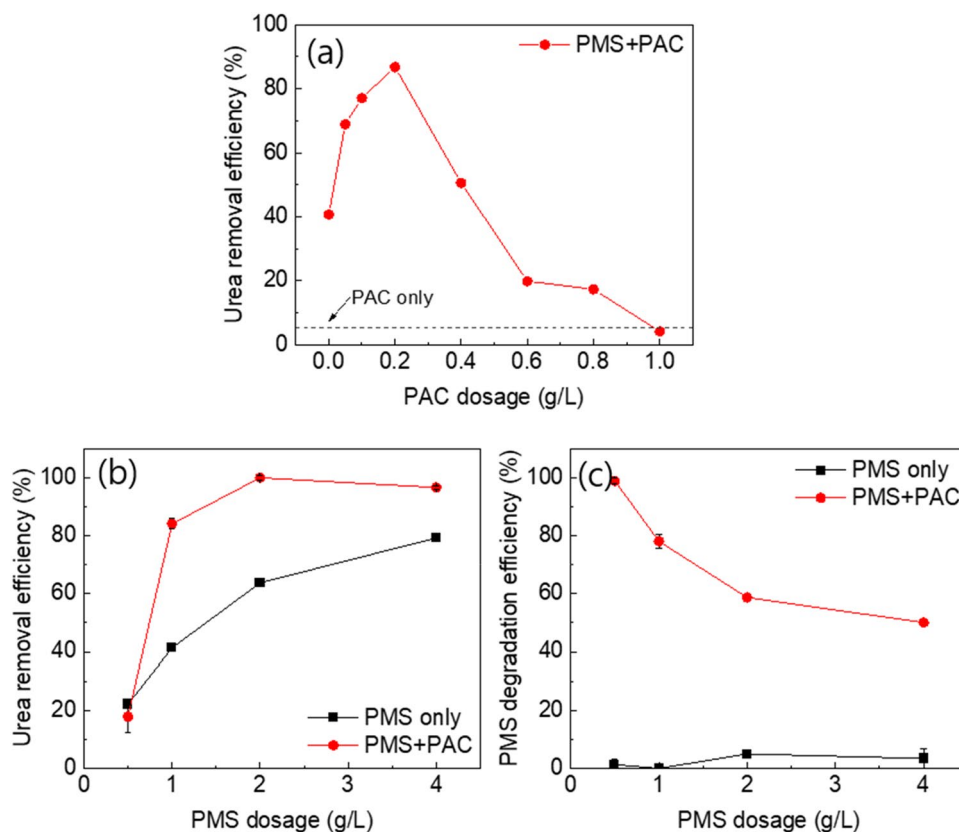 (a)
PMS+PAC
Urea removal efficiency (%)
100
80
60
40
20
0
PAC only
0.0 0.2 0.4 0.6 0.8 1.0
PAC dosage (g/L)
(b)
Urea removal efficiency (%)
100
80
60
40
20
0
PMS only
PMS+PAC
0 1 2 3 4
PMS dosage (g/L)
(c)
PMS only
PMS+PAC
PMS degradation efficiency (%)
100
80
60
40
20
0
0 1 2 3 4
PMS dosage (g/L)